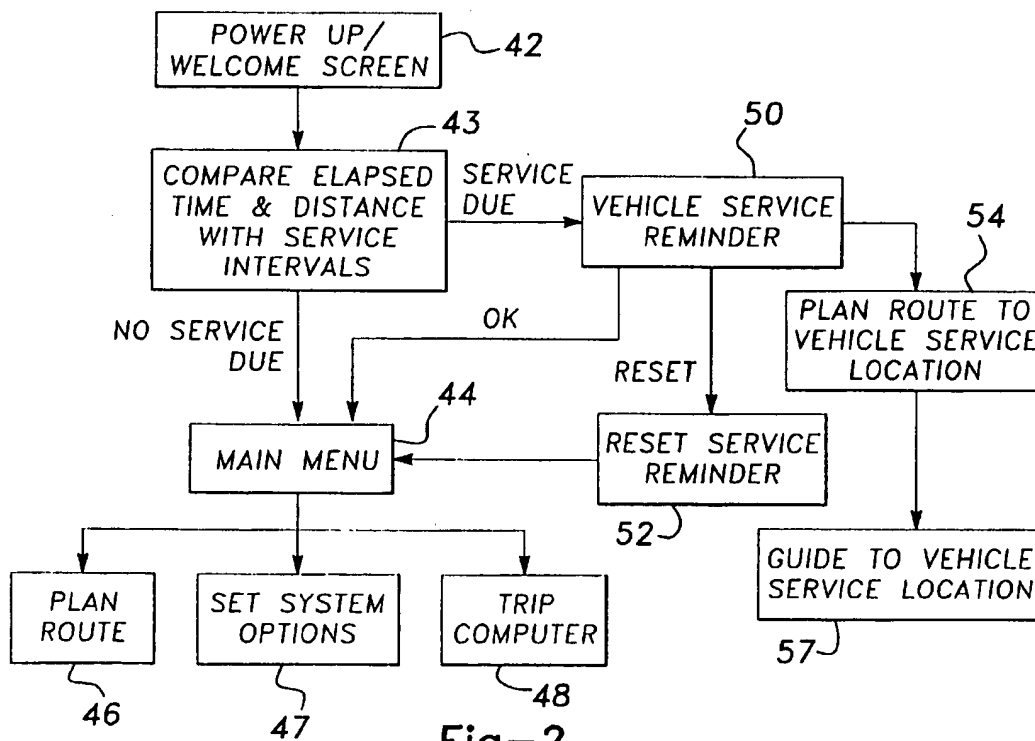 POWER UP/
WELCOME SCREEN
42
43
COMPARE ELAPSED
TIME & DISTANCE
WITH SERVICE
INTERVALS
SERVICE
DUE
50
VEHICLE SERVICE
REMINDER
54
PLAN ROUTE TO
VEHICLE SERVICE
LOCATION
NO SERVICE
DUE
OK
RESET
44
MAIN MENU
RESET SERVICE
REMINDER
52
GUIDE TO VEHICLE
SERVICE LOCATION
57
PLAN
ROUTE
46
SET SYSTEM
OPTIONS
47
TRIP
COMPUTER
48
Fig-2